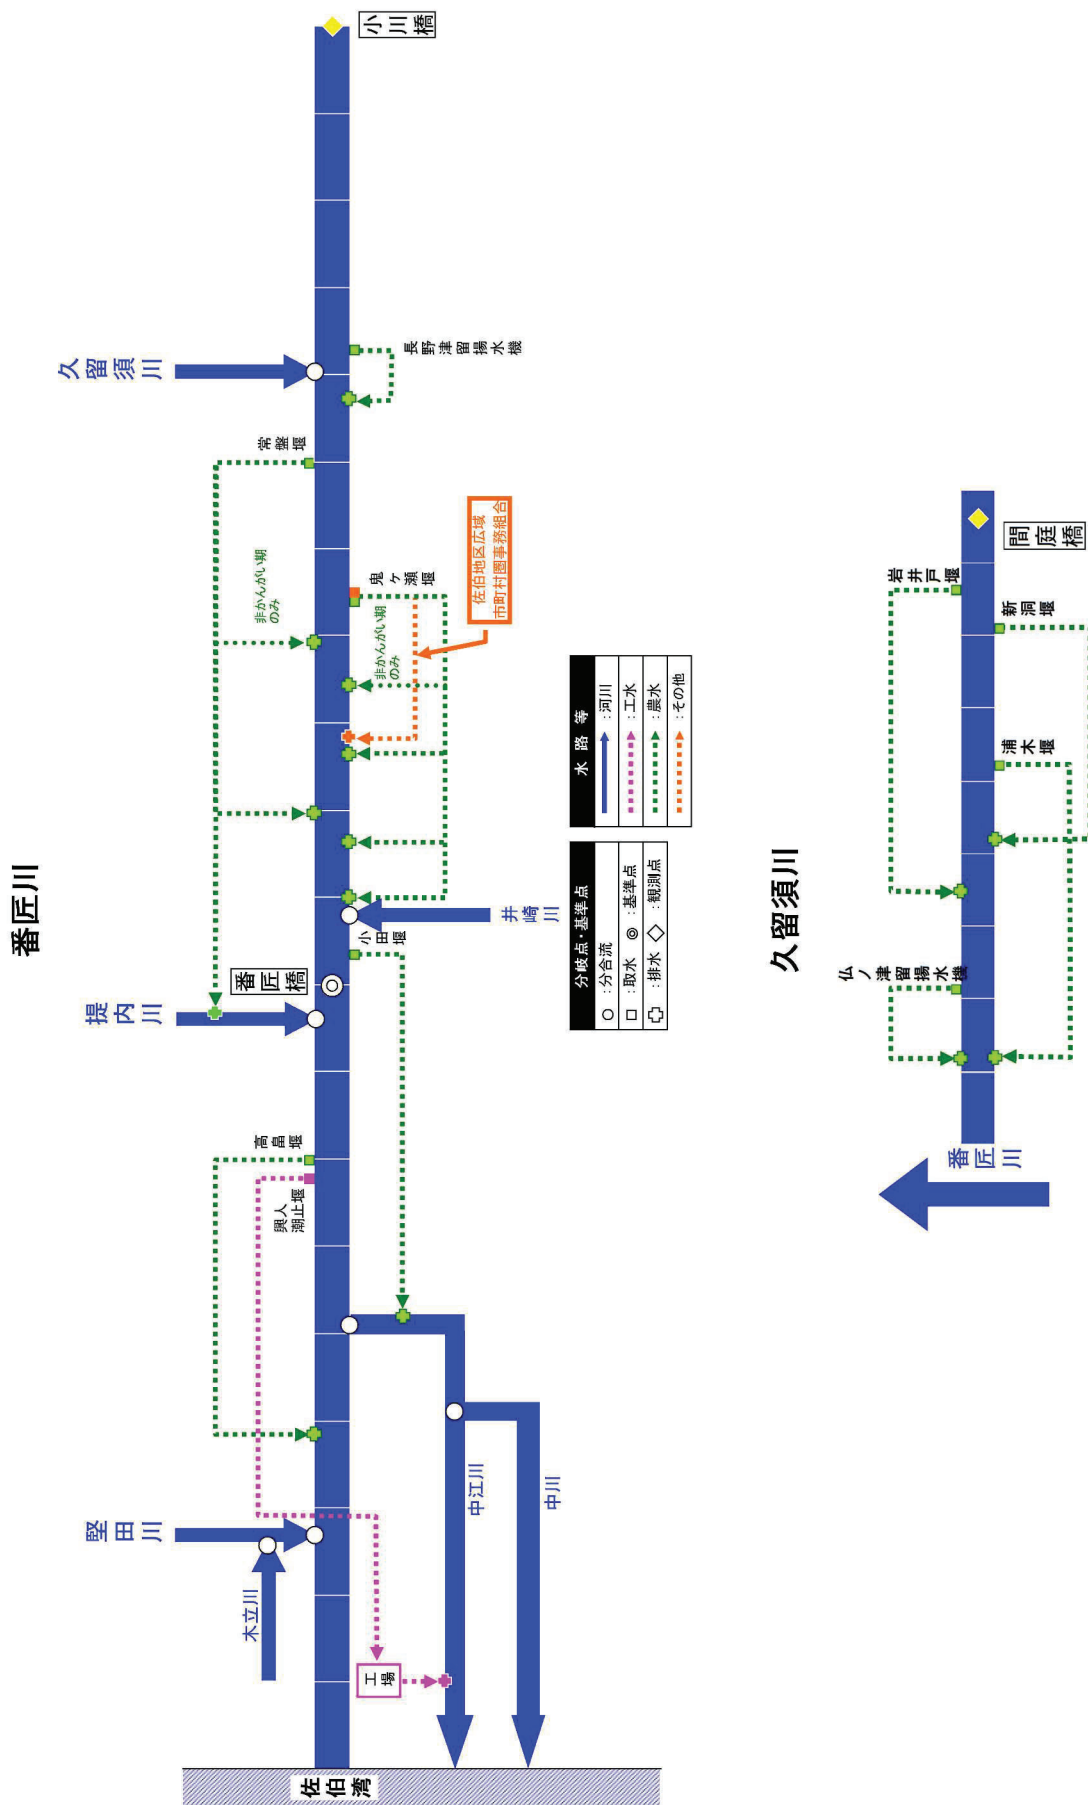 番匠川
小川橋
久留須川
長野津留揚水機
常盤堰
非かんがい期
のみ
佐伯地区広域
市町村圏事務組合
鬼ケ瀬堰
非かんがい期
のみ
井崎川
小田堰
番匠橋
提内川
高畠堰
興人
潮止堰
堅田川
木立川
中江川
中川
工場
佐伯湾
分岐点・基準点
○:分合流
□:取水 ◎:基準点
:排水 ◇:観測点
水路等
:河川
:工水
:農水
:その他
久留須川
間庭橋
岩井戸堰
新洞堰
浦木堰
仏ノ津留揚水機
番匠川